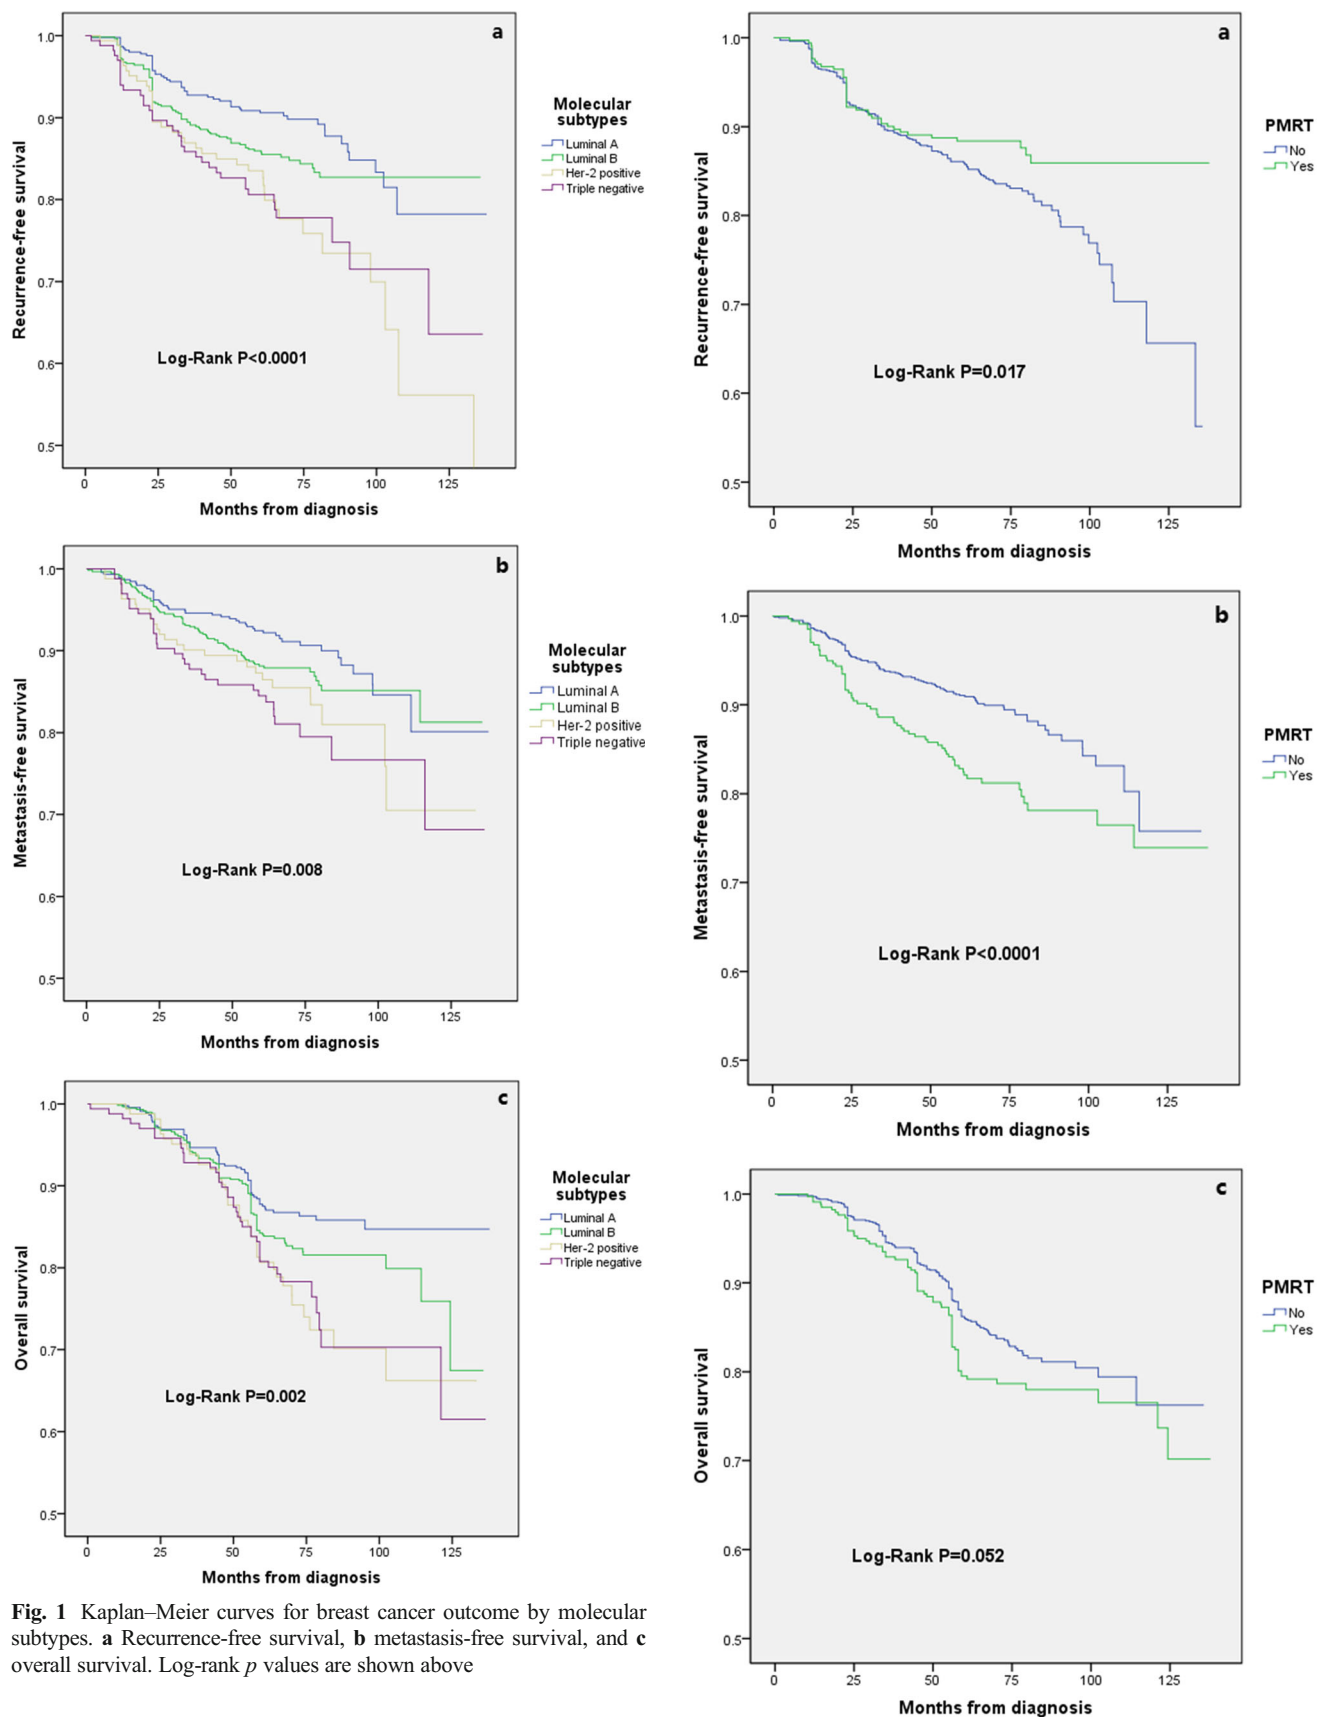 a
1.0
0.9
0.8
0.7
0.6
0.5
Recurrence-free survival
Log-Rank P<0.0001
0 25 50 75 100 125
Months from diagnosis
Molecular
subtypes
Luminal A
Luminal B
Her-2 positive
Triple negative
b
1.0
0.9
0.8
0.7
0.6
0.5
Metastasis-free survival
Log-Rank P=0.008
0 25 50 75 100 125
Months from diagnosis
Molecular
subtypes
Luminal A
Luminal B
Her-2 positive
Triple negative
c
1.0
0.9
0.8
0.7
0.6
0.5
Overall survival
Log-Rank P=0.002
0 25 50 75 100 125
Months from diagnosis
Molecular
subtypes
Luminal A
Luminal B
Her-2 positive
Triple negative
Fig. 1 Kaplan–Meier curves for breast cancer outcome by molecular
subtypes. a Recurrence-free survival, b metastasis-free survival, and c
overall survival. Log-rank p values are shown above
a
1.0
0.9
0.8
0.7
0.6
0.5
Recurrence-free survival
Log-Rank P=0.017
0 25 50 75 100 125
Months from diagnosis
PMRT
No
Yes
b
1.0
0.9
0.8
0.7
0.6
0.5
Metastasis-free survival
Log-Rank P<0.0001
0 25 50 75 100 125
Months from diagnosis
PMRT
No
Yes
c
1.0
0.9
0.8
0.7
0.6
0.5
Overall survival
Log-Rank P=0.052
0 25 50 75 100 125
Months from diagnosis
PMRT
No
Yes